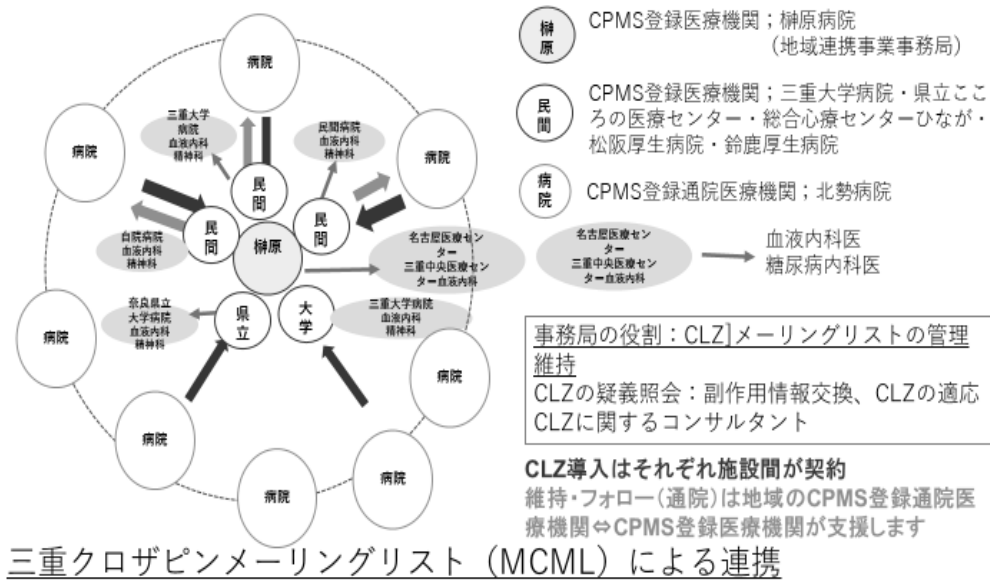 病院
三重大学
病院
血液内科
精神科
民間病院
血液内科
精神科
病院
病院
民
間
民
間
民
間
榊原
自院病院
血液内科
精神科
名古屋医療セン
ター
三重中央医療セン
ター血液内科
奈良県立
大学病院
血液内科
精神科
県
立
大
学
三重大学病院
血液内科
精神科
病院
病院
病院
病院
病院
榊
原
CPMS登録医療機関;榊原病院
(地域連携事業事務局)
民
間
CPMS登録医療機関;三重大学病院・県立ここ
ろの医療センター・総合心療センターひなが・
松阪厚生病院・鈴鹿厚生病院
病
院
CPMS登録通院医療機関;北勢病院
名古屋医療セン
ター
三重中央医療セン
ター血液内科
血液内科医
糖尿病内科医
事務局の役割:CLZ]メーリングリストの管理
維持
CLZの疑義照会:副作用情報交換、CLZの適応
CLZに関するコンサルタント
CLZ導入はそれぞれ施設間が契約
維持・フォロー(通院)は地域のCPMS登録通院医
療機関⇔CPMS登録医療機関が支援します
三重クロザピンメーリングリスト(MCML)による連携